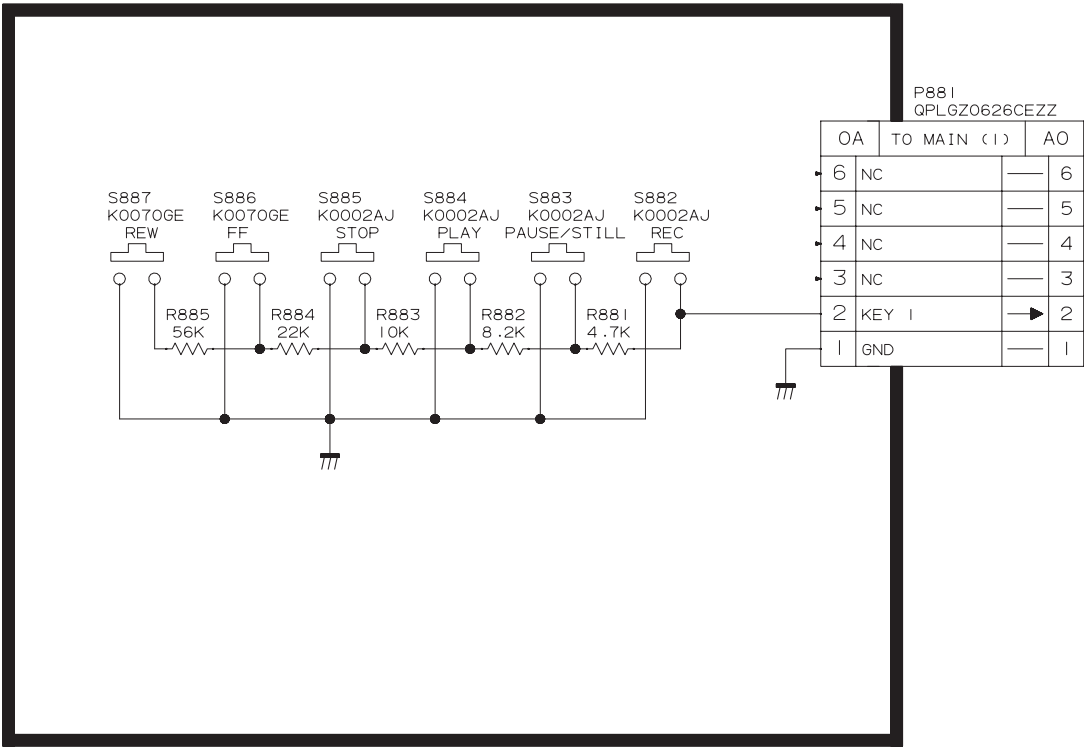 P881
QPLGZ0626CEZZ
OA TO MAIN (1) AO
6 NC 6
5 NC 5
4 NC 4
3 NC 3
2 KEY 1 2
1 GND 1
S887 S886 S885 S884 S883 S882
K0070GE K0070GE K0002AJ K0002AJ K0002AJ K0002AJ
REW FF STOP PLAY PAUSE/STILL REC
R885 R884 R883 R882 R881
56K 22K 10K 8.2K 4.7K